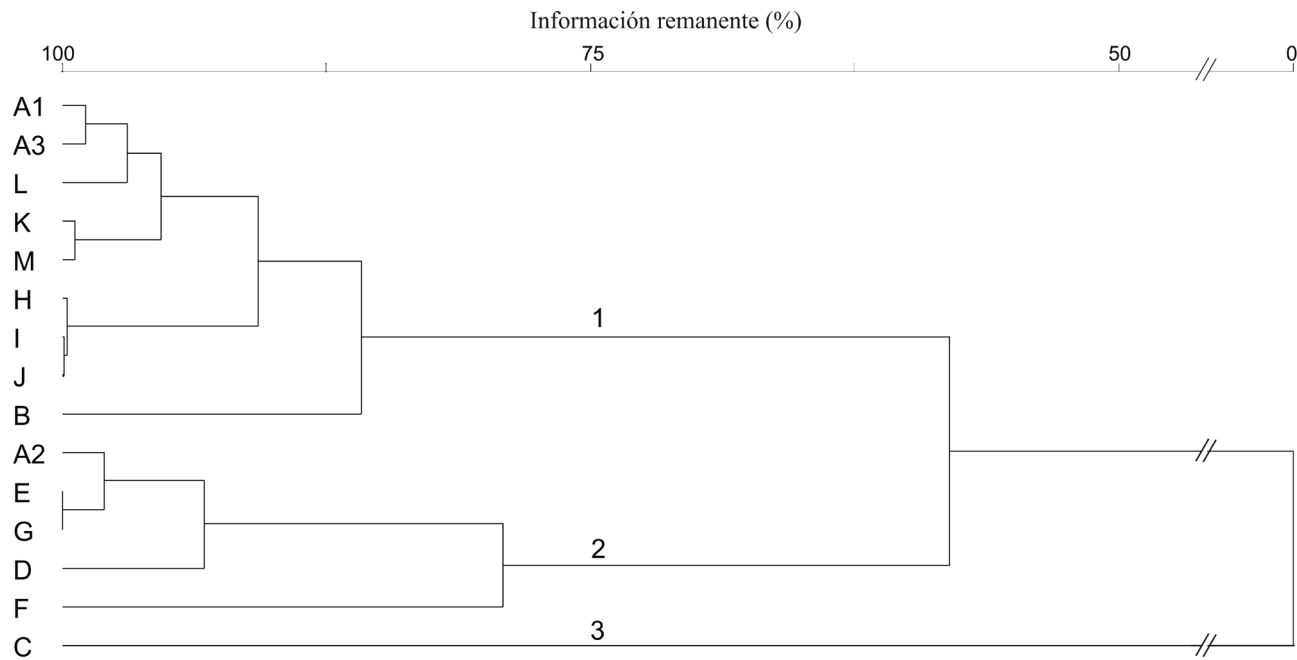 Información remanente (%)
100 75 50 0
A1
A3
L
K
M
H
I
1
J
B
A2
E
G
2
D
F
3
C